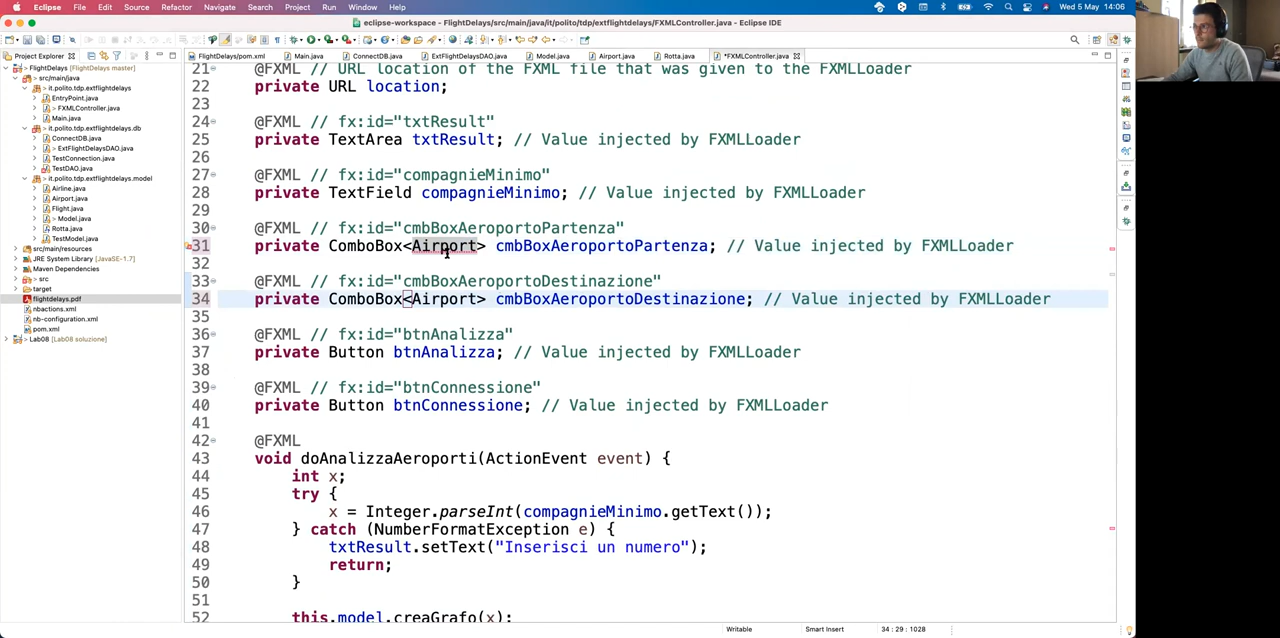 Eclipse File Edit Source Refactor Navigate Search Project Run Window Help Wed 5 May 14:06
eclipse-workspace - FlightDelays/src/main/java/it/polito/tdp/extflightdelays/FXMLController.java - Eclipse IDE
Project Explorer
FlightDelays/pom.xml Main.java ConnectDB.java ExtFlightDelaysDAO.java Model.java Airport.java Rotta.java *FXMLController.java
FlightDelays [FlightDelays master]
> src/main/java
> it.polito.tdp.extflightdelays
EntryPoint.java
> FXMLController.java
Main.java
> it.polito.tdp.extflightdelays.db
ConnectDB.java
> ExtFlightDelaysDAO.java
TestConnection.java
TestDAO.java
> it.polito.tdp.extflightdelays.model
Airline.java
Airport.java
Flight.java
> Model.java
Rotta.java
TestModel.java
src/main/resources
JRE System Library [JavaSE-1.7]
Maven Dependencies
> src
target
flightdelays.pdf
nbactions.xml
nb-configuration.xml
pom.xml
> Lab08 [Lab08 soluzione]
21 @FXML // URL location of the FXML file that was given to the FXMLLoader
22 private URL location;
23
24 @FXML // fx:id="txtResult"
25 private TextArea txtResult; // Value injected by FXMLLoader
26
27 @FXML // fx:id="compagnieMinimo"
28 private TextField compagnieMinimo; // Value injected by FXMLLoader
29
30 @FXML // fx:id="cmbBoxAeroportoPartenza"
31 private ComboBox<Airport> cmbBoxAeroportoPartenza; // Value injected by FXMLLoader
32
33 @FXML // fx:id="cmbBoxAeroportoDestinazione"
34 private ComboBox<Airport> cmbBoxAeroportoDestinazione; // Value injected by FXMLLoader
35
36 @FXML // fx:id="btnAnalizza"
37 private Button btnAnalizza; // Value injected by FXMLLoader
38
39 @FXML // fx:id="btnConnessione"
40 private Button btnConnessione; // Value injected by FXMLLoader
41
42 @FXML
43 void doAnalizzaAeroporti(ActionEvent event) {
44 int x;
45 try {
46 x = Integer.parseInt(compagnieMinimo.getText());
47 } catch (NumberFormatException e) {
48 txtResult.setText("Inserisci un numero");
49 return;
50 }
51
52 this.model.creaGrafo(x);
Writable Smart Insert 34 : 29 : 1028